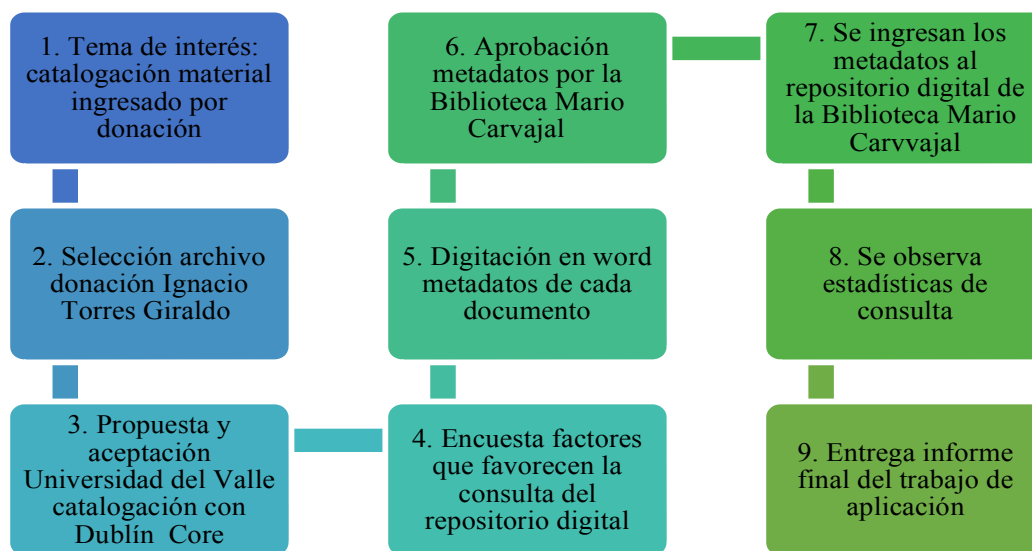 1. Tema de interés:
catalogación material
ingresado por
donación
2. Selección archivo
donación Ignacio
Torres Giraldo
3. Propuesta y
aceptación
Universidad del Valle
catalogación con
Dublín Core
4. Encuesta factores
que favorecen la
consulta del
repositorio digital
5. Digitación en word
metadatos de cada
documento
6. Aprobación
metadatos por la
Biblioteca Mario
Carvajal
7. Se ingresan los
metadatos al
repositorio digital de
la Biblioteca Mario
Carvvajal
8. Se observa
estadísticas de
consulta
9. Entrega informe
final del trabajo de
aplicación